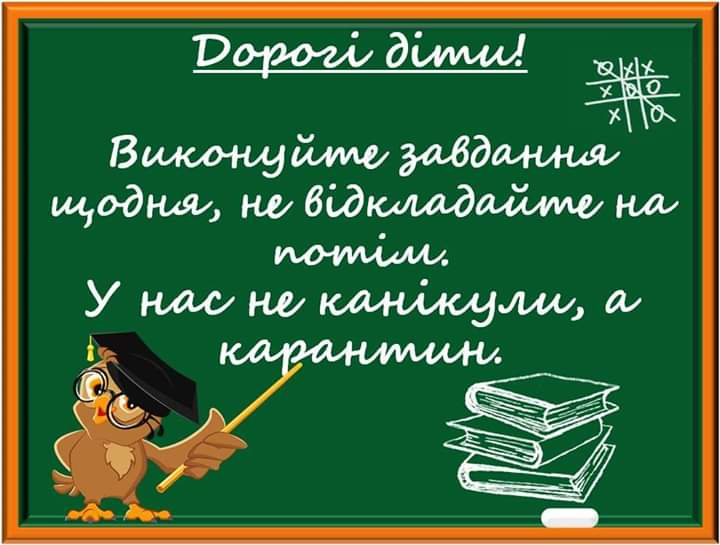 Дорогі діти!
Виконуйте завдання
щодня, не відкладайте на
потім.
У нас не канікули, а
карантин.